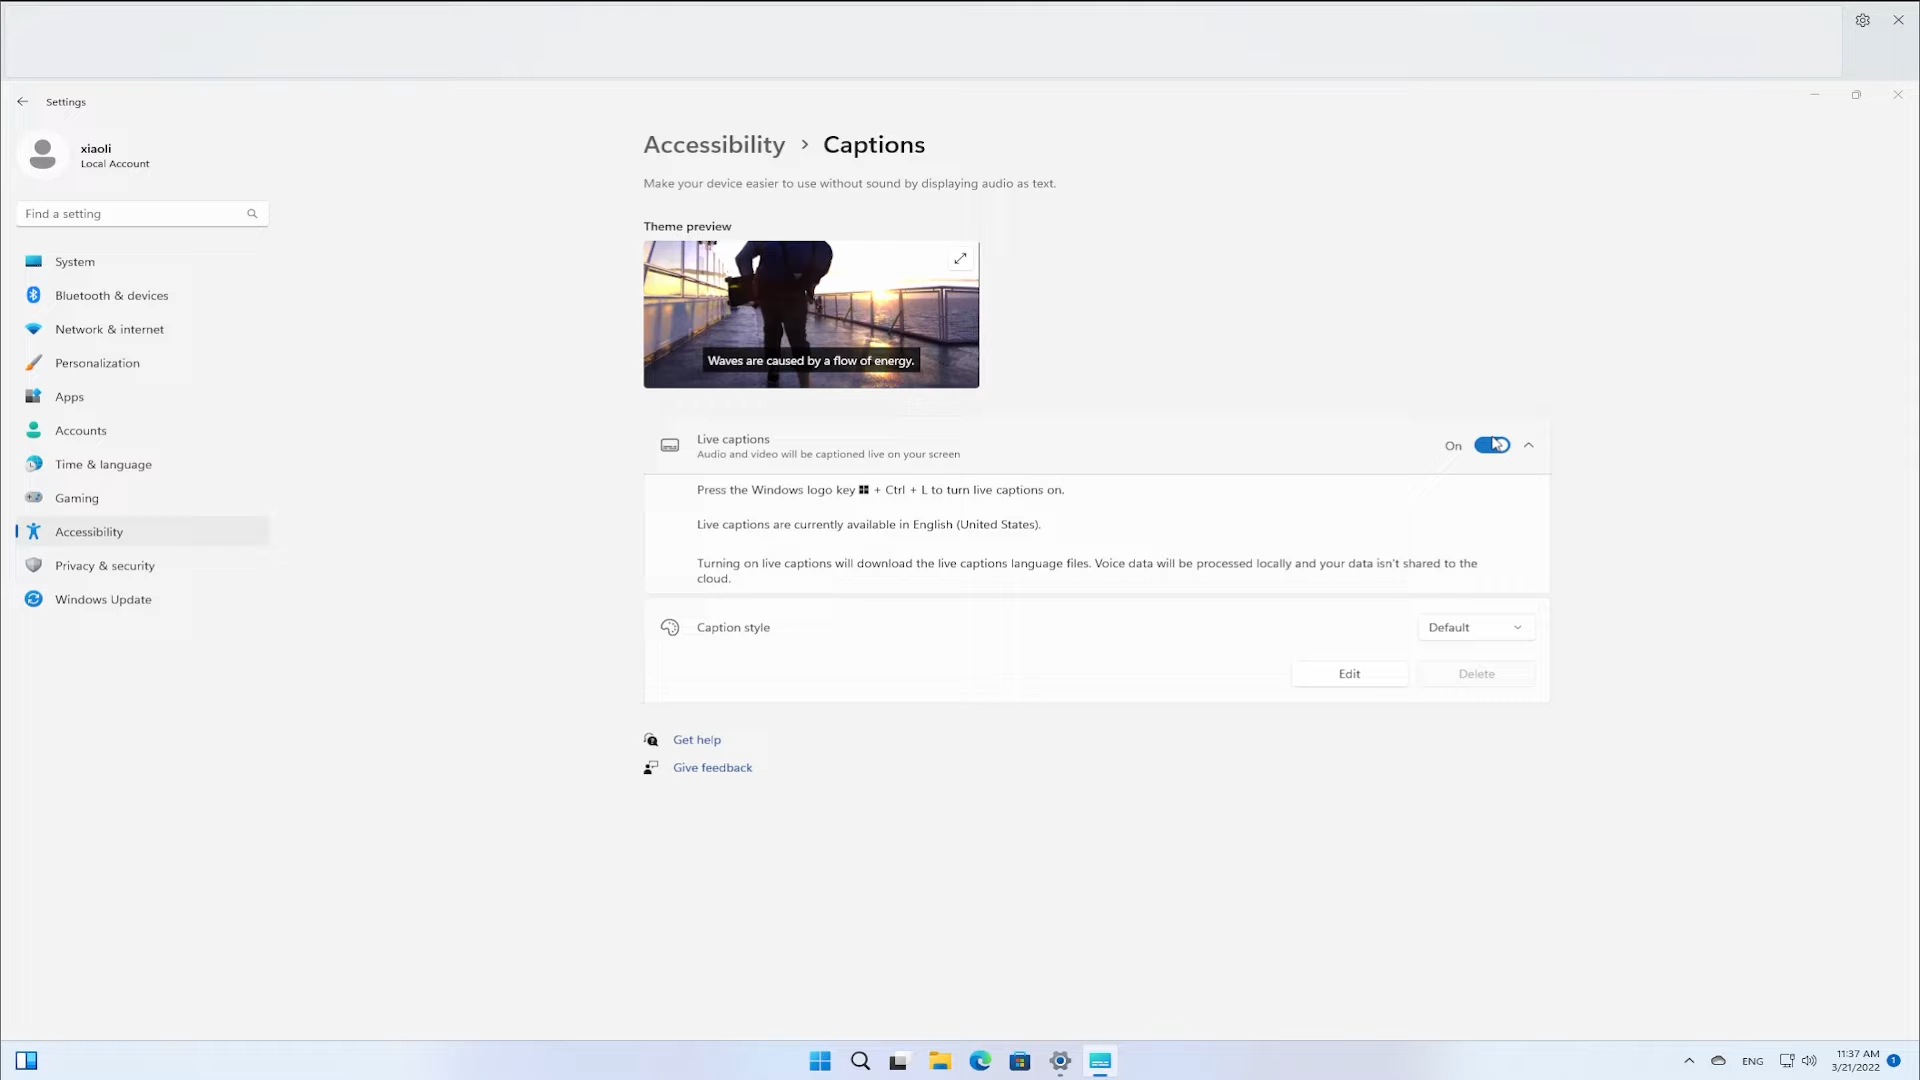 Settings
xiaoli
Local Account
Find a setting
System
Bluetooth & devices
Network & internet
Personalization
Apps
Accounts
Time & language
Gaming
Accessibility
Privacy & security
Windows Update
Accessibility > Captions
Make your device easier to use without sound by displaying audio as text.
Theme preview
Waves are caused by a flow of energy.
Live captions
Audio and video will be captioned live on your screen
On
Press the Windows logo key + Ctrl + L to turn live captions on.
Live captions are currently available in English (United States).
Turning on live captions will download the live captions language files. Voice data will be processed locally and your data isn't shared to the
cloud.
Caption style
Default
Edit
Delete
Get help
Give feedback
ENG
11:37 AM
3/21/2022
1